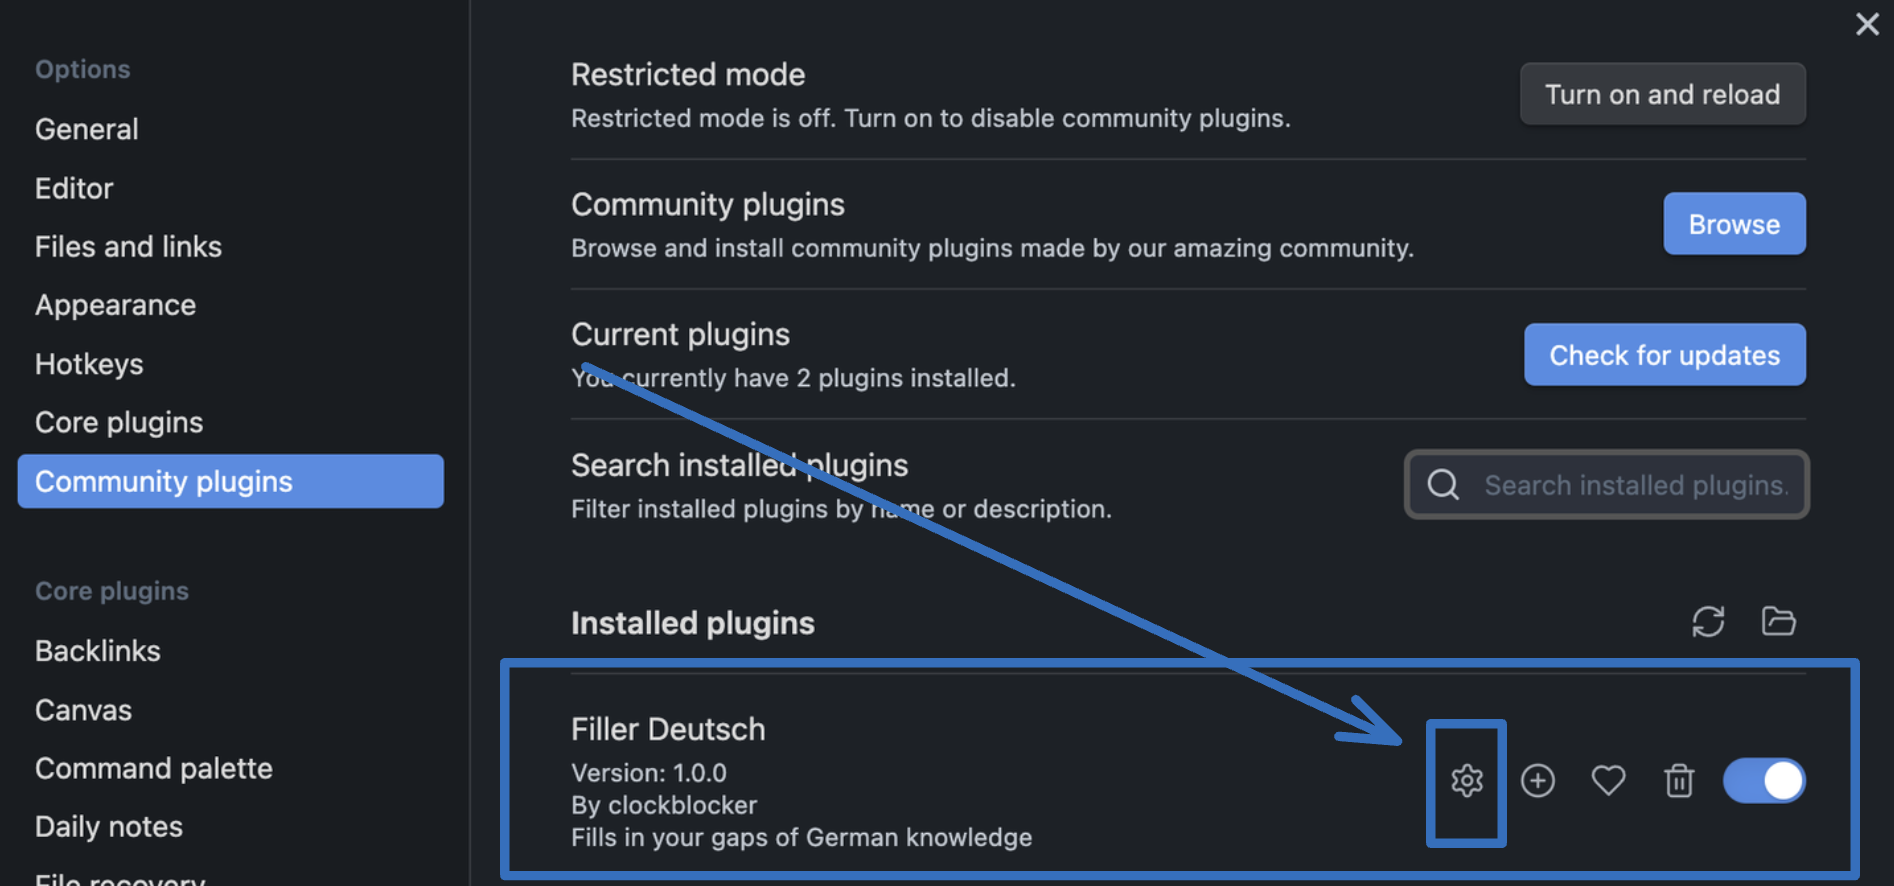 Options
General
Editor
Files and links
Appearance
Hotkeys
Core plugins
Community plugins
Core plugins
Backlinks
Canvas
Command palette
Daily notes
File recovery
Restricted mode
Restricted mode is off. Turn on to disable community plugins.
Turn on and reload
Community plugins
Browse and install community plugins made by our amazing community.
Browse
Current plugins
You currently have 2 plugins installed.
Check for updates
Search installed plugins
Filter installed plugins by name or description.
Search installed plugins.
Installed plugins
Filler Deutsch
Version: 1.0.0
By clockblocker
Fills in your gaps of German knowledge